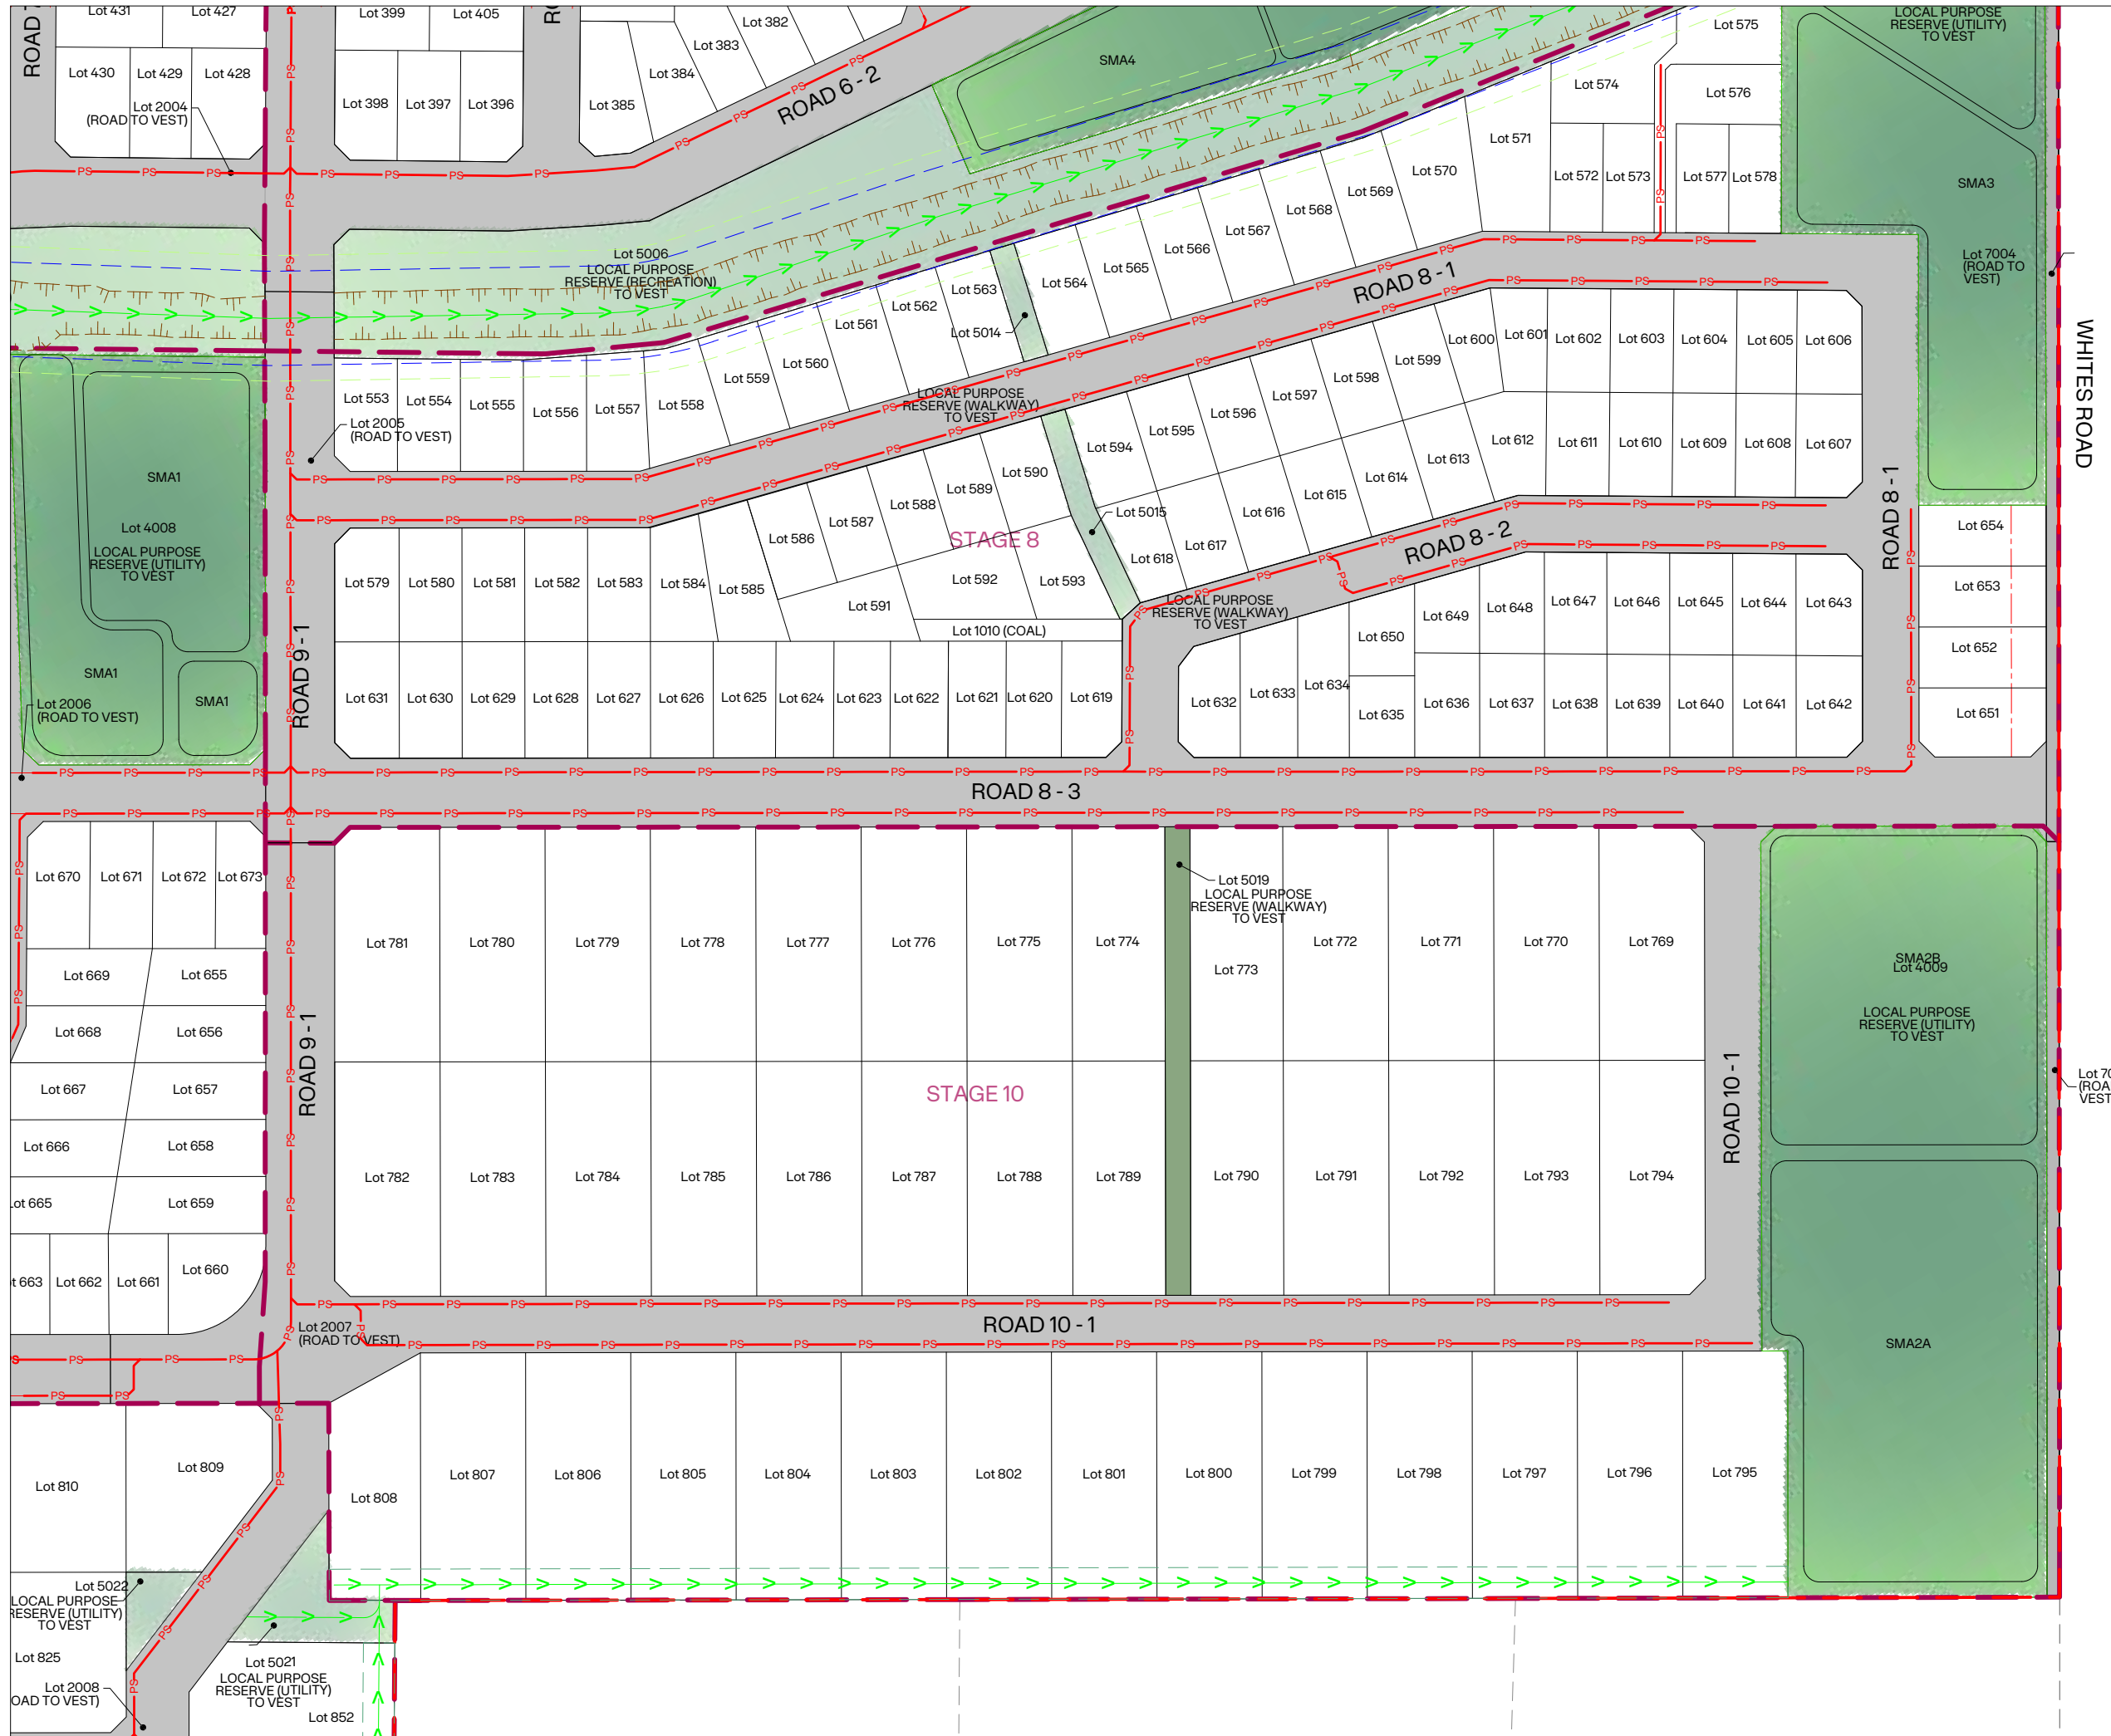 Lot 431
Lot 427
Lot 399
Lot 405
Lot 382
Lot 383
Lot 384
Lot 385
SMA4
Lot 575
LOCAL PURPOSE
RESERVE (UTILITY)
TO VEST
ROAD
Lot 430
Lot 429
Lot 428
Lot 2004
(ROAD TO VEST)
Lot 398
Lot 397
Lot 396
ROAD 6 - 2
Lot 574
Lot 576
Lot 571
Lot 572
Lot 573
Lot 577
Lot 578
SMA3
Lot 570
Lot 569
Lot 568
Lot 567
Lot 566
Lot 565
Lot 564
Lot 5006
LOCAL PURPOSE
RESERVE (RECREATION)
TO VEST
Lot 7004
(ROAD TO
VEST)
WHITES ROAD
ROAD 8 - 1
Lot 563
Lot 562
Lot 561
Lot 560
Lot 559
Lot 5014
Lot 558
Lot 557
Lot 556
Lot 555
Lot 554
Lot 553
Lot 2005
(ROAD TO VEST)
LOCAL PURPOSE
RESERVE (WALKWAY)
TO VEST
Lot 600
Lot 601
Lot 602
Lot 603
Lot 604
Lot 605
Lot 606
Lot 599
Lot 598
Lot 597
Lot 596
Lot 595
Lot 594
Lot 612
Lot 611
Lot 610
Lot 609
Lot 608
Lot 607
Lot 613
Lot 614
Lot 615
Lot 616
Lot 617
Lot 618
SMA1
Lot 4008
LOCAL PURPOSE
RESERVE (UTILITY)
TO VEST
SMA1
SMA1
Lot 2006
(ROAD TO VEST)
Lot 590
Lot 589
Lot 588
Lot 587
Lot 586
Lot 5015
STAGE 8
ROAD 8 - 2
ROAD 8 - 1
Lot 654
Lot 653
Lot 652
Lot 651
Lot 579
Lot 580
Lot 581
Lot 582
Lot 583
Lot 584
Lot 585
Lot 591
Lot 592
Lot 593
Lot 1010 (COAL)
LOCAL PURPOSE
RESERVE (WALKWAY)
TO VEST
Lot 650
Lot 649
Lot 648
Lot 647
Lot 646
Lot 645
Lot 644
Lot 643
ROAD 9 - 1
Lot 631
Lot 630
Lot 629
Lot 628
Lot 627
Lot 626
Lot 625
Lot 624
Lot 623
Lot 622
Lot 621
Lot 620
Lot 619
Lot 632
Lot 633
Lot 634
Lot 635
Lot 636
Lot 637
Lot 638
Lot 639
Lot 640
Lot 641
Lot 642
ROAD 8 - 3
Lot 670
Lot 671
Lot 672
Lot 673
Lot 669
Lot 655
Lot 668
Lot 656
Lot 667
Lot 657
Lot 666
Lot 658
Lot 659
Lot 662
Lot 661
Lot 660
Lot 781
Lot 780
Lot 779
Lot 778
Lot 777
Lot 776
Lot 775
Lot 774
Lot 5019
LOCAL PURPOSE
RESERVE (WALKWAY)
TO VEST
Lot 773
Lot 772
Lot 771
Lot 770
Lot 769
SMA2B
Lot 4009
LOCAL PURPOSE
RESERVE (UTILITY)
TO VEST
ROAD 9 - 1
STAGE 10
ROAD 10 - 1
Lot 782
Lot 783
Lot 784
Lot 785
Lot 786
Lot 787
Lot 788
Lot 789
Lot 790
Lot 791
Lot 792
Lot 793
Lot 794
Lot 2007
(ROAD TO VEST)
ROAD 10 - 1
SMA2A
Lot 810
Lot 809
Lot 808
Lot 807
Lot 806
Lot 805
Lot 804
Lot 803
Lot 802
Lot 801
Lot 800
Lot 799
Lot 798
Lot 797
Lot 796
Lot 795
Lot 5022
LOCAL PURPOSE
RESERVE (UTILITY)
TO VEST
Lot 825
Lot 2008
Lot 5021
LOCAL PURPOSE
RESERVE (UTILITY)
TO VEST
Lot 852